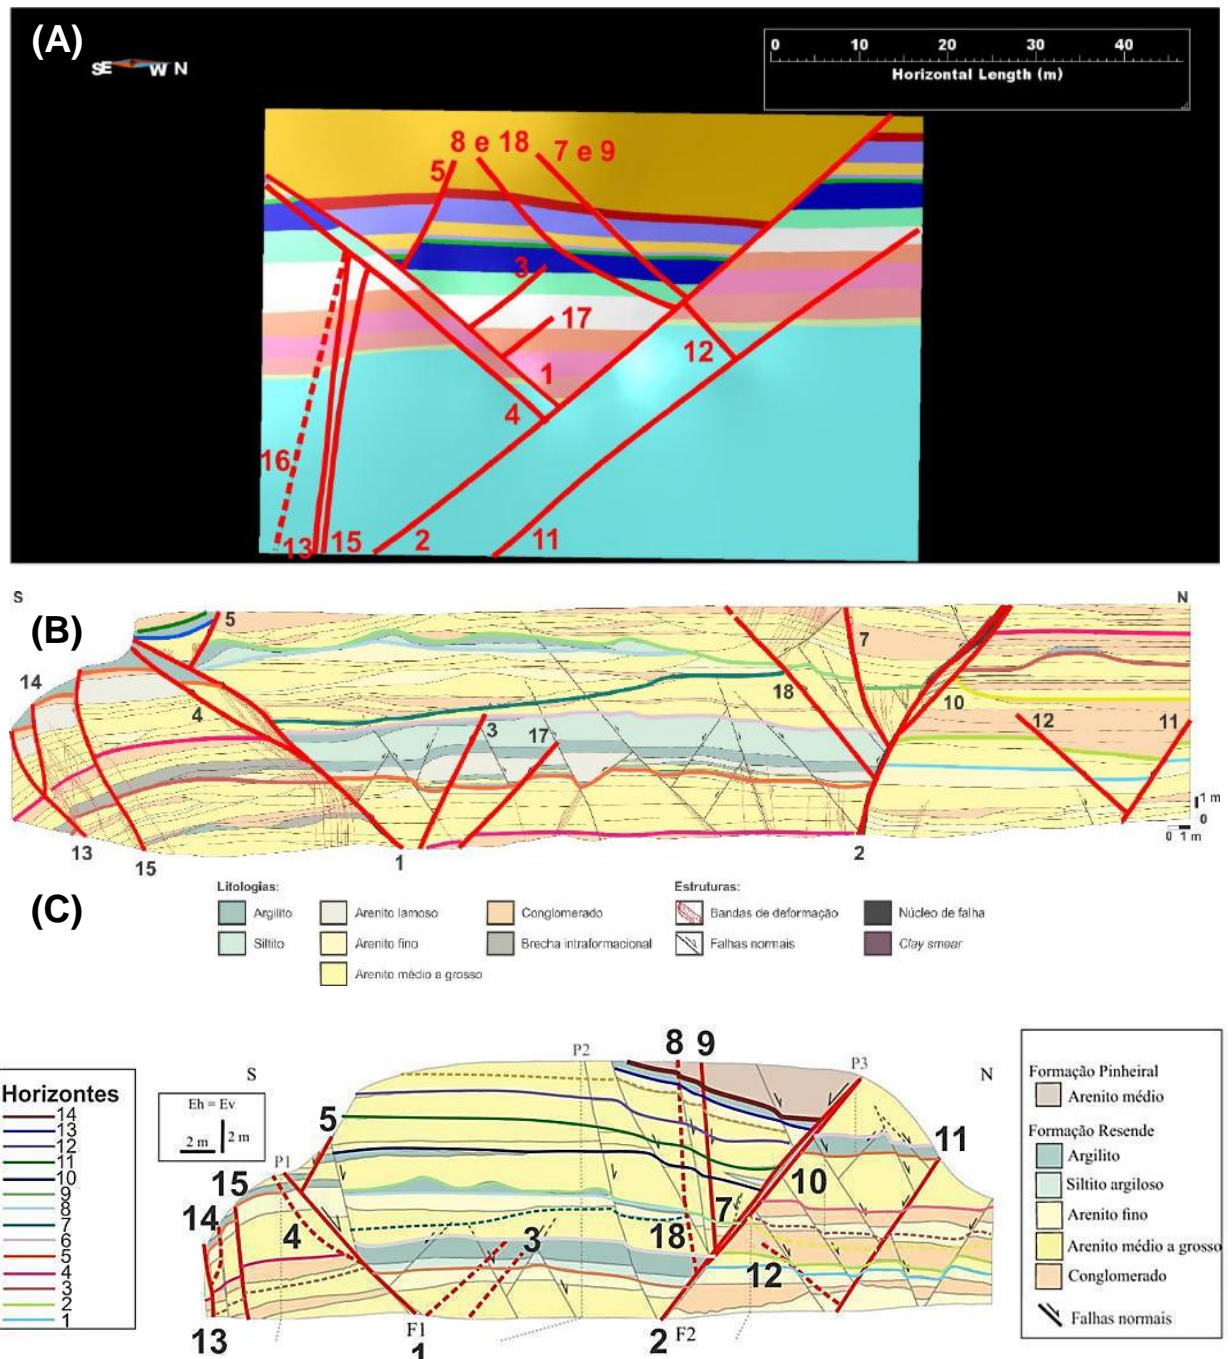 (A)
SE W N
0 10 20 30 40
Horizontal Length (m)
8 e 18
7 e 9
5
3
17
12
1
4
16
13
15
2
11
S
N
(B)
5
14
7
18
4
10
3
17
12
11
1 m
0
0 1 m
13
15
1
2
(C)
Litologias:
Argilito
Siltito
Arenito lamoso
Arenito fino
Arenito médio a grosso
Conglomerado
Brecha intraformacional
Estruturas:
Bandas de deformação
Falhas normais
Núcleo de falha
Clay smear
Horizontes
14
13
12
11
10
9
8
7
6
5
4
3
2
1
S
N
Eh = Ev
2 m 2 m
P1
P2
P3
8 9
5
11
15
10
14
4
7
3
18
12
13
F1
1
2 F2
Formação Pinheiral
Arenito médio
Formação Resende
Argilito
Siltito argiloso
Arenito fino
Arenito médio a grosso
Conglomerado
Falhas normais